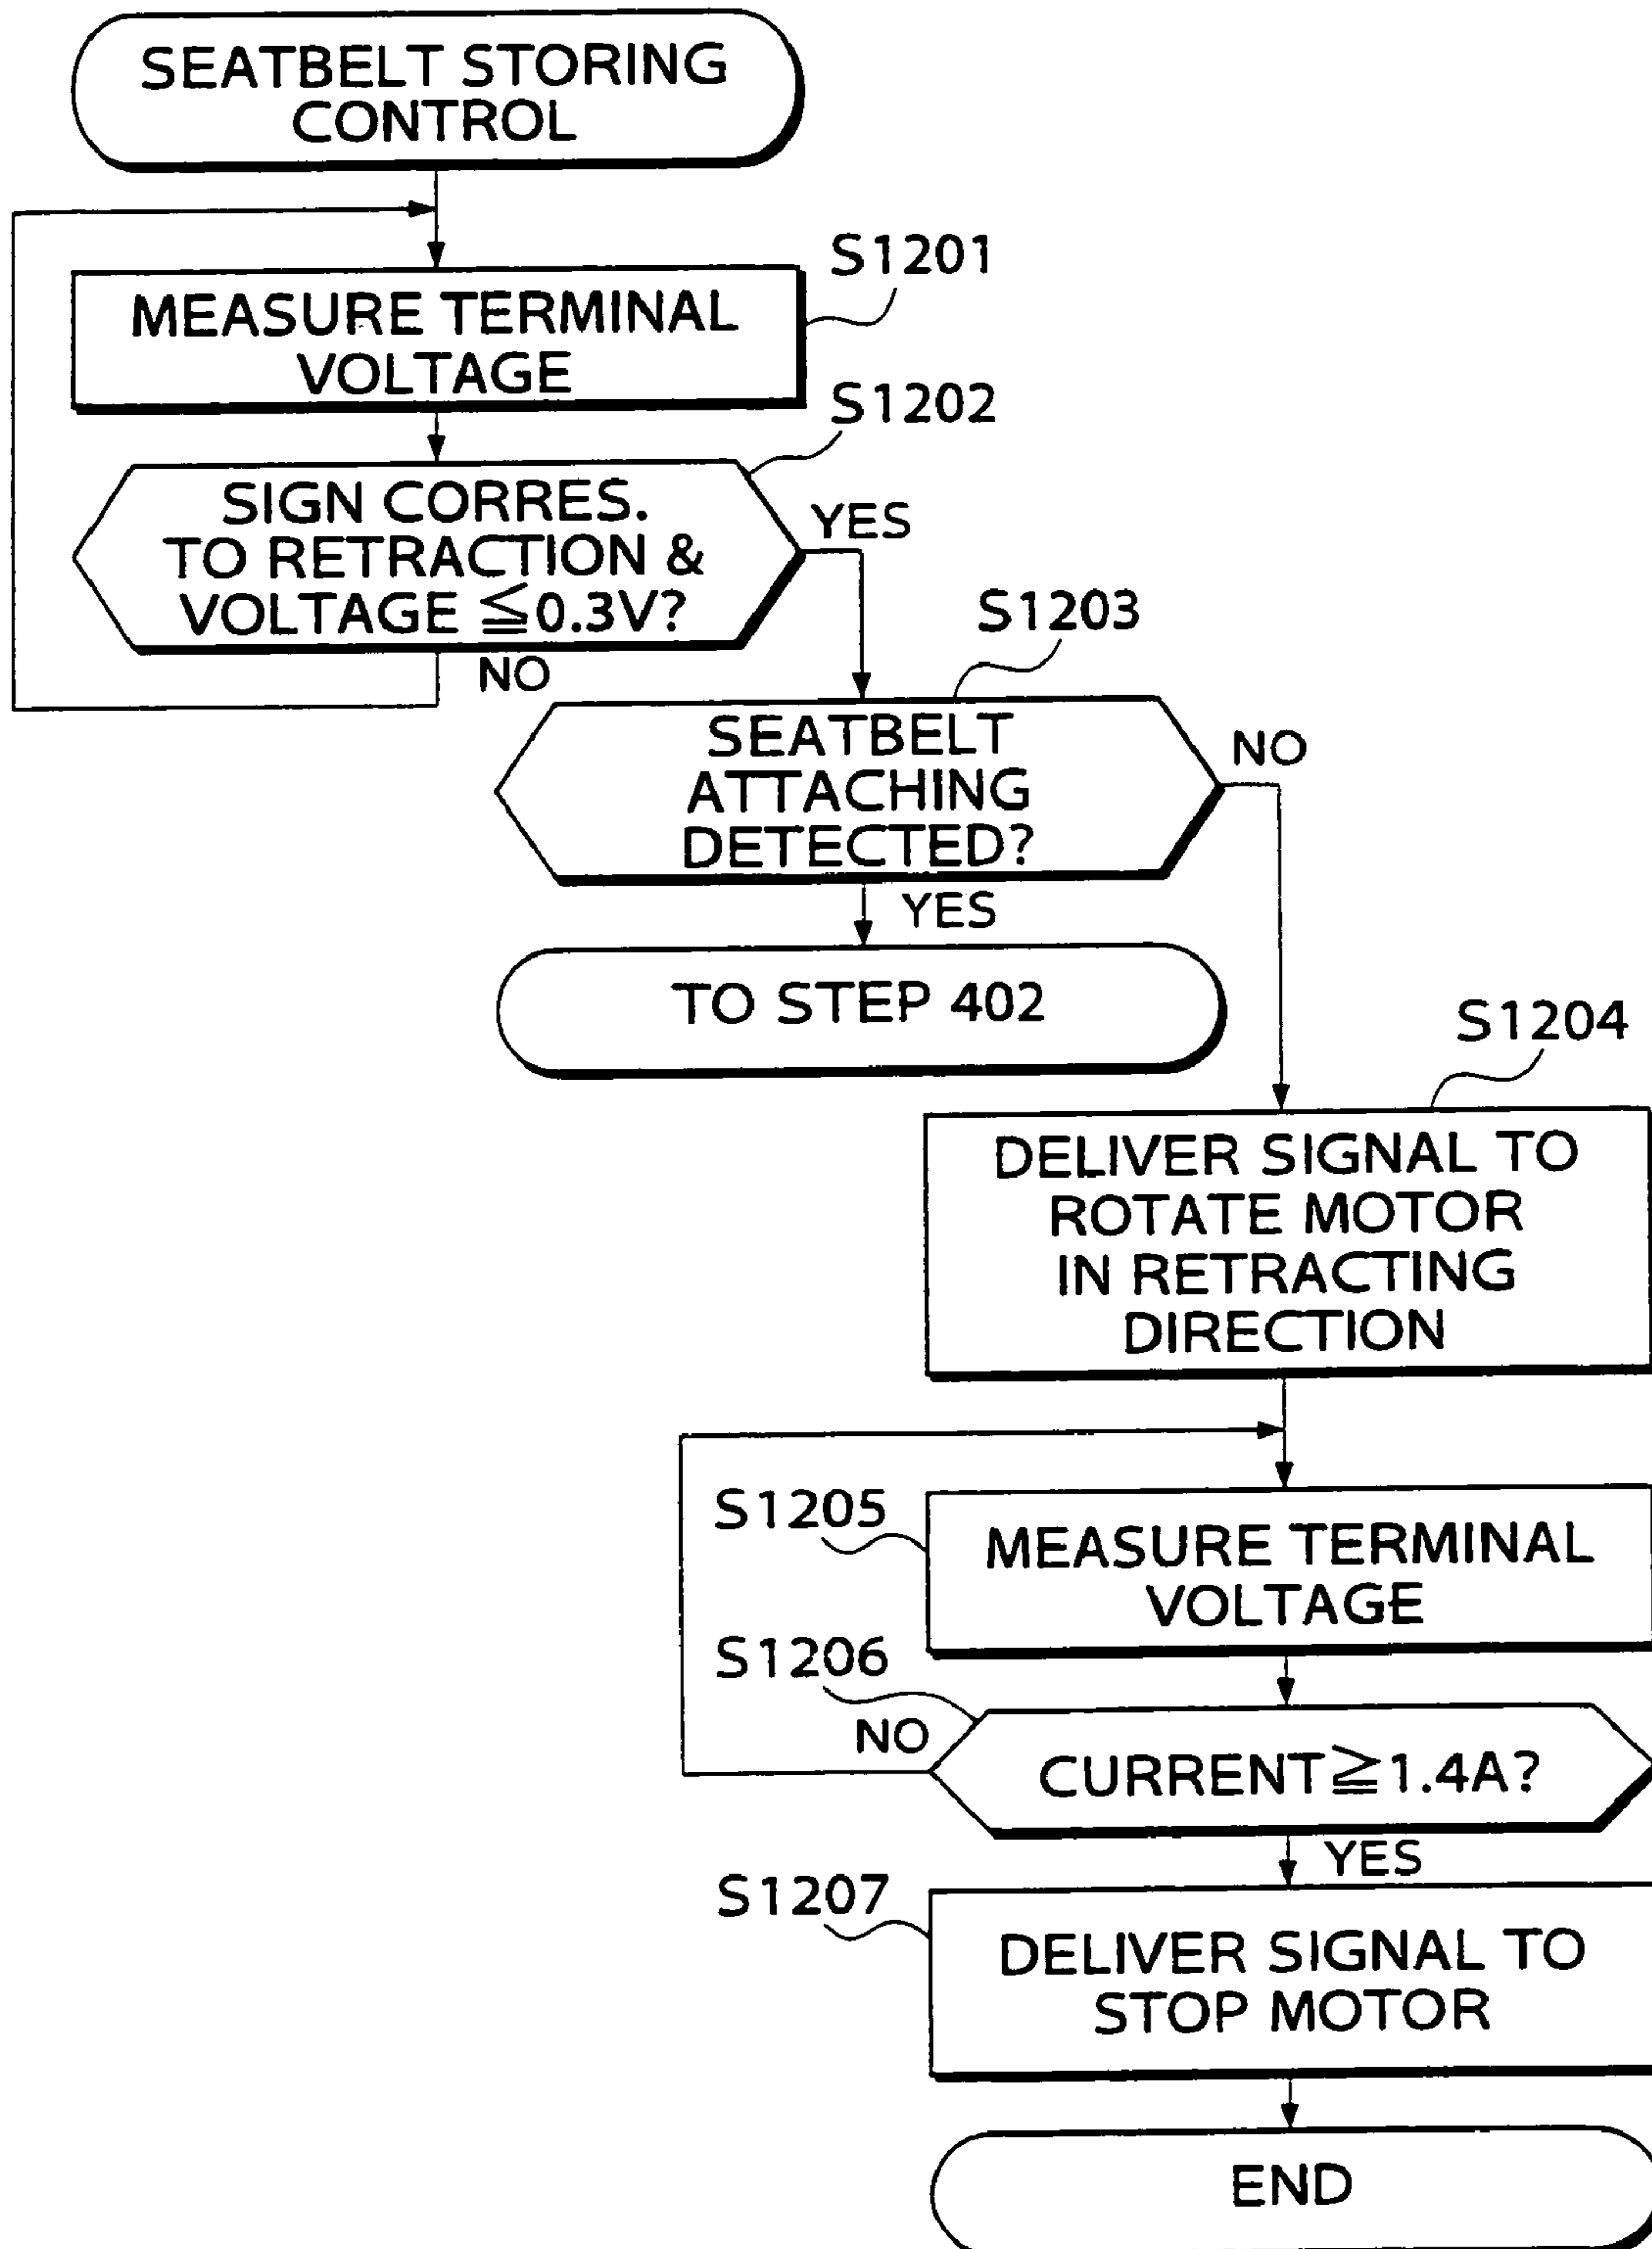 SEATBELT STORING
CONTROL
S1201
MEASURE TERMINAL
VOLTAGE
S1202
SIGN CORRES.
TO RETRACTION &
VOLTAGE ≦0.3V?
YES
NO
S1203
SEATBELT
ATTACHING
DETECTED?
NO
YES
TO STEP 402
S1204
DELIVER SIGNAL TO
ROTATE MOTOR
IN RETRACTING
DIRECTION
S1205
MEASURE TERMINAL
VOLTAGE
S1206
NO
CURRENT≧1.4A?
YES
S1207
DELIVER SIGNAL TO
STOP MOTOR
END